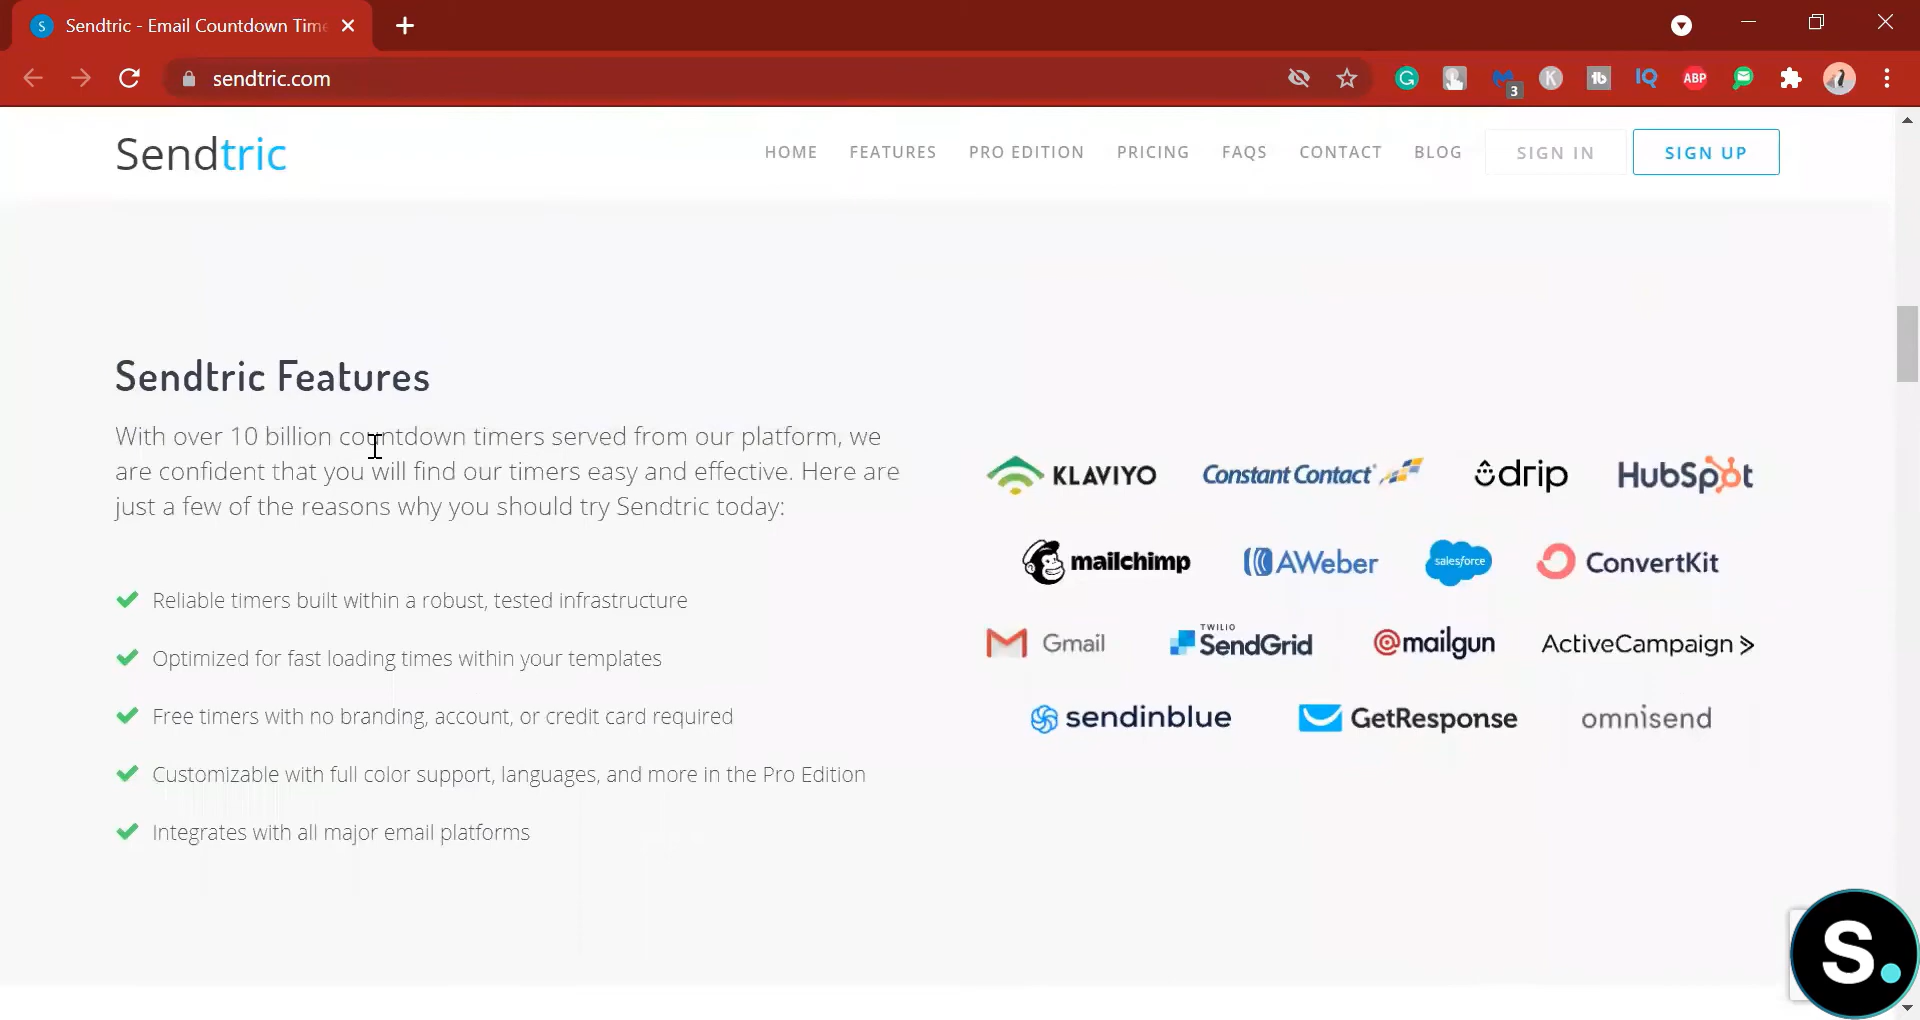 Sendtric - Email Countdown Time
sendtric.com
3
K
tb
IQ
ABP
Sendtric
HOME FEATURES PRO EDITION PRICING FAQS CONTACT BLOG SIGN IN SIGN UP
Sendtric Features
With over 10 billion countdown timers served from our platform, we
are confident that you will find our timers easy and effective. Here are
just a few of the reasons why you should try Sendtric today:
Reliable timers built within a robust, tested infrastructure
Optimized for fast loading times within your templates
Free timers with no branding, account, or credit card required
Customizable with full color support, languages, and more in the Pro Edition
Integrates with all major email platforms
KLAVIYO Constant Contact drip HubSpot
mailchimp AWeber salesforce ConvertKit
Gmail TWILIO SendGrid @mailgun ActiveCampaign >
sendinblue GetResponse omnisend
S.